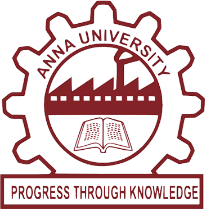 ANNA UNIVERSITY
PROGRESS THROUGH KNOWLEDGE